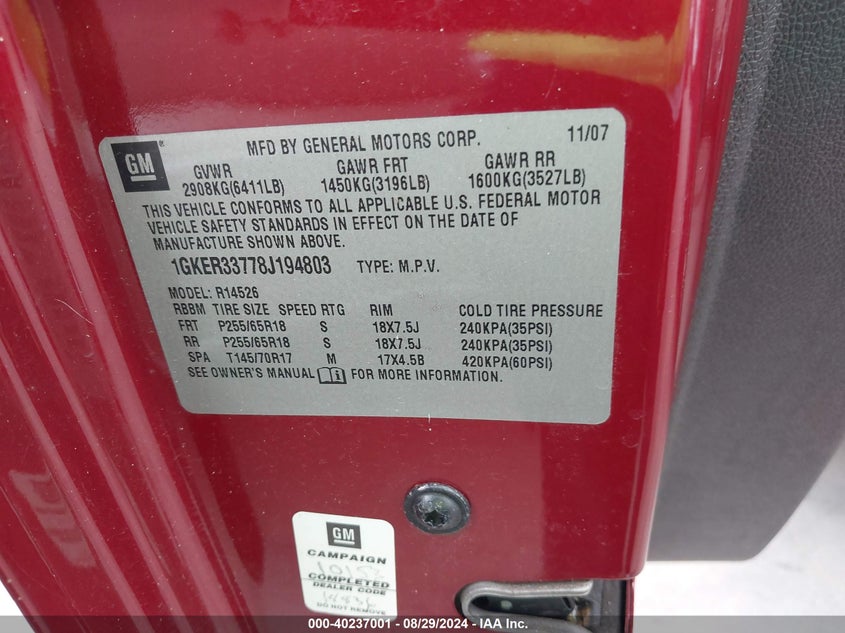 GM
MFD BY GENERAL MOTORS CORP. 11/07
GVWR GAWR FRT GAWR RR
2908KG(6411LB) 1450KG(3196LB) 1600KG(3527LB)
THIS VEHICLE CONFORMS TO ALL APPLICABLE U.S. FEDERAL MOTOR
VEHICLE SAFETY STANDARDS IN EFFECT ON THE DATE OF
MANUFACTURE SHOWN ABOVE.
1GKER33778J194803 TYPE: M.P.V.
MODEL: R14526
RBBM TIRE SIZE SPEED RTG RIM COLD TIRE PRESSURE
FRT P255/65R18 S 18X7.5J 240KPA(35PSI)
RR P255/65R18 S 18X7.5J 240KPA(35PSI)
SPA T145/70R17 M 17X4.5B 420KPA(60PSI)
SEE OWNER'S MANUAL FOR MORE INFORMATION.
GM
CAMPAIGN
COMPLETED
DEALER CODE
DO NOT REMOVE
000-40237001 - 08/29/2024 - IAA Inc.